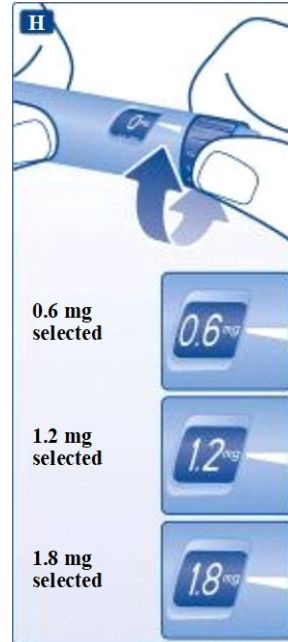 H
0mg
0.6 mg
selected
0.6mg
1.2 mg
selected
1.2mg
1.8 mg
selected
1.8mg